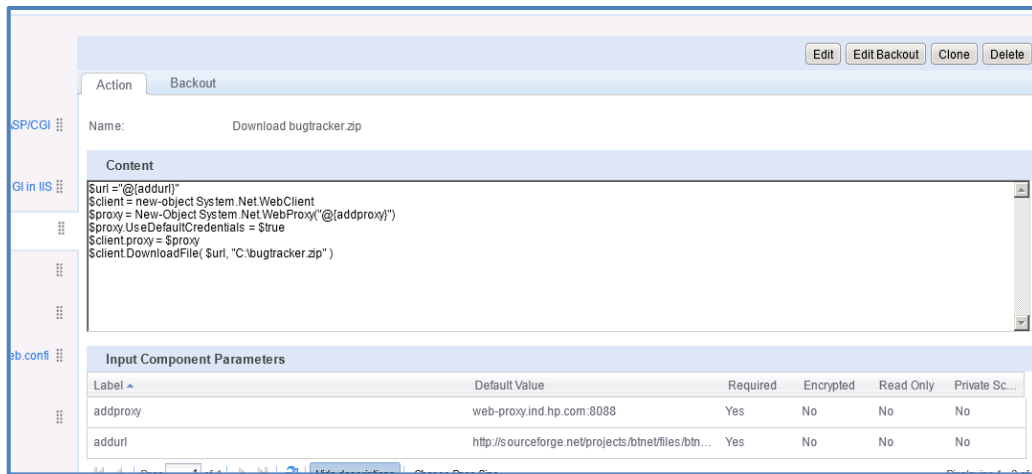 Edit Edit Backout Clone Delete
Action Backout
ASP/CGI
Name: Download bugtracker.zip
Content
GI in IIS
$url ="@{addurl}"
$client = new-object System.Net.WebClient
$proxy = New-Object System.Net.WebProxy("@{addproxy}")
$proxy.UseDefaultCredentials = $true
$client.proxy = $proxy
$client.DownloadFile( $url, "C:\bugtracker.zip" )
eb.confi
Input Component Parameters
Label Default Value Required Encrypted Read Only Private Sc...
addproxy web-proxy.ind.hp.com:8088 Yes No No No
addurl http://sourceforge.net/projects/btnet/files/btn... Yes No No No
Page 1 of 1 Hide descriptions Change Page Size